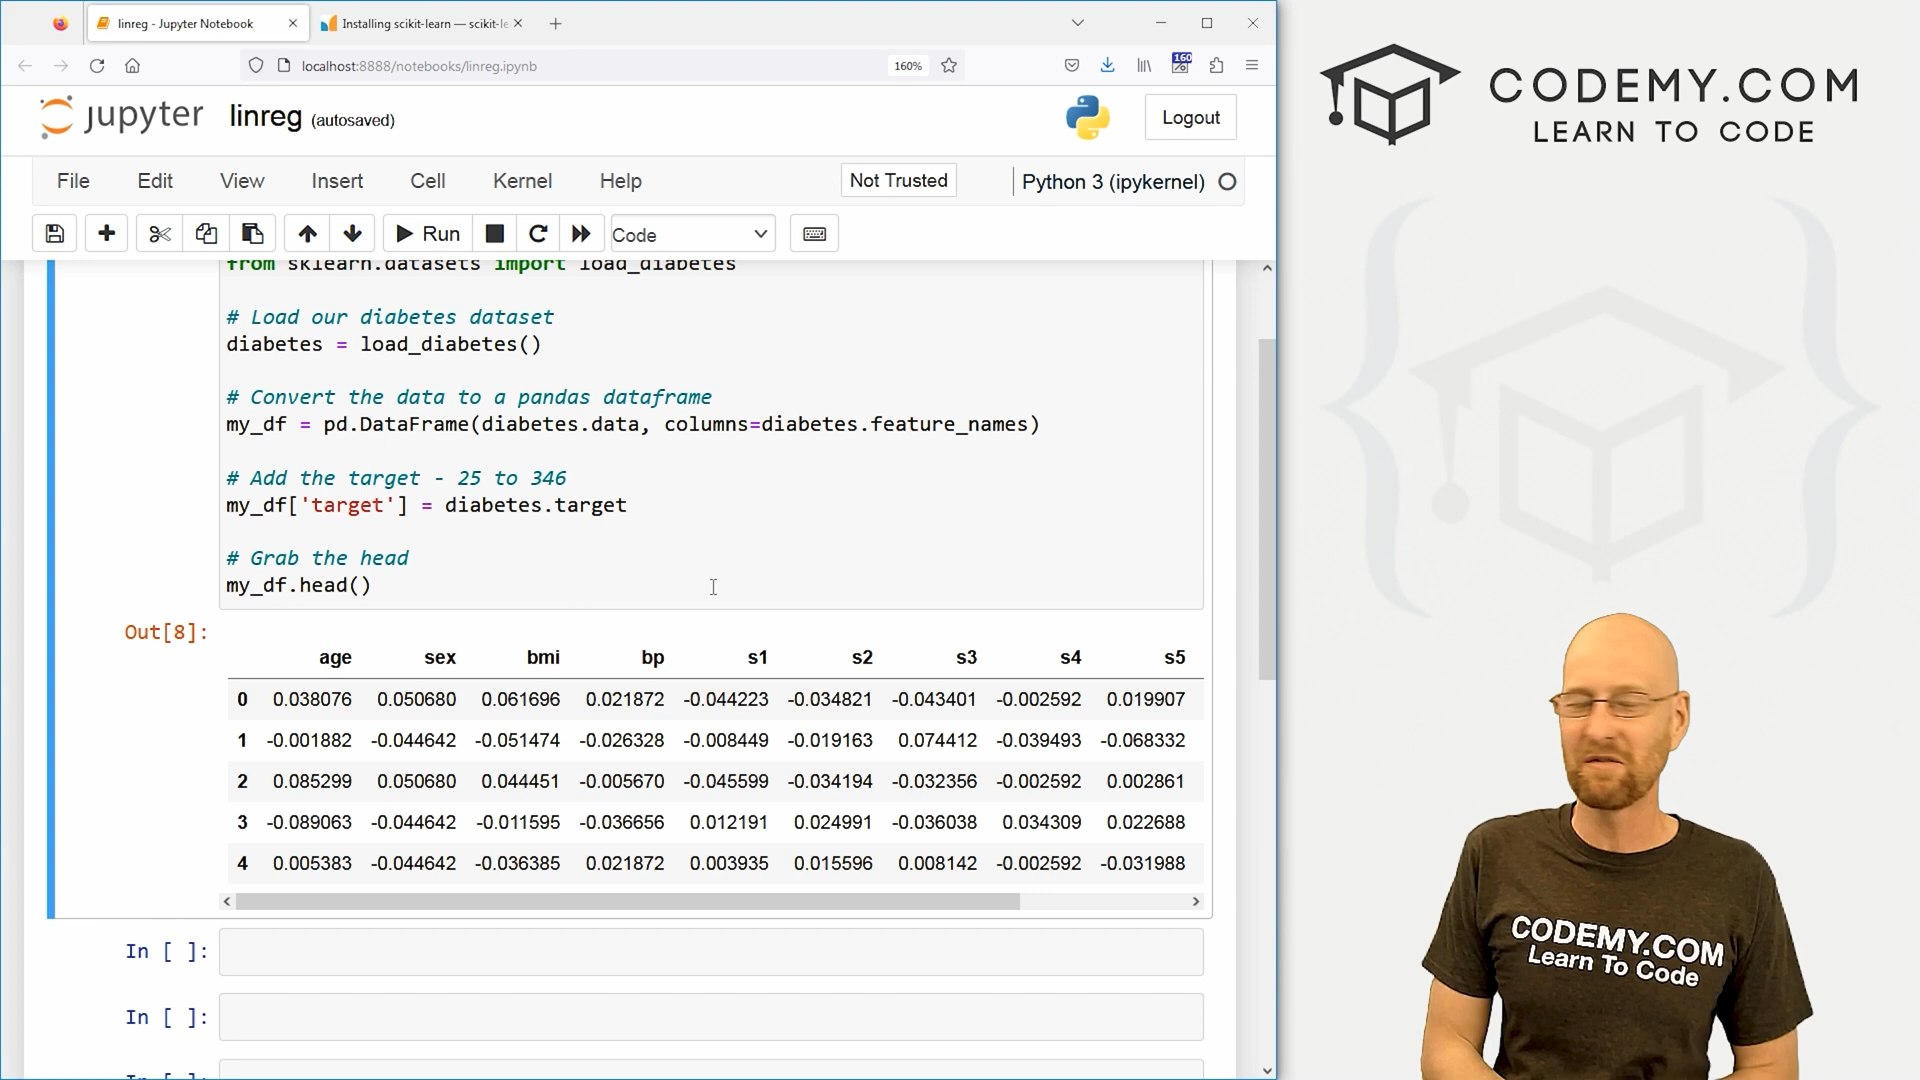 linreg - Jupyter Notebook
Installing scikit-learn — scikit-le
localhost:8888/notebooks/linreg.ipynb
160%
160
jupyter linreg (autosaved)
Logout
File Edit View Insert Cell Kernel Help
Not Trusted
Python 3 (ipykernel)
Run
Code
from sklearn.datasets import load_diabetes
# Load our diabetes dataset
diabetes = load_diabetes()
# Convert the data to a pandas dataframe
my_df = pd.DataFrame(diabetes.data, columns=diabetes.feature_names)
# Add the target - 25 to 346
my_df['target'] = diabetes.target
# Grab the head
my_df.head()
Out[8]:
age sex bmi bp s1 s2 s3 s4 s5
0 0.038076 0.050680 0.061696 0.021872 -0.044223 -0.034821 -0.043401 -0.002592 0.019907
1 -0.001882 -0.044642 -0.051474 -0.026328 -0.008449 -0.019163 0.074412 -0.039493 -0.068332
2 0.085299 0.050680 0.044451 -0.005670 -0.045599 -0.034194 -0.032356 -0.002592 0.002861
3 -0.089063 -0.044642 -0.011595 -0.036656 0.012191 0.024991 -0.036038 0.034309 0.022688
4 0.005383 -0.044642 -0.036385 0.021872 0.003935 0.015596 0.008142 -0.002592 -0.031988
In [ ]:
In [ ]:
In [ ]:
CODEMY.COM
LEARN TO CODE
CODEMY.COM
Learn To Code